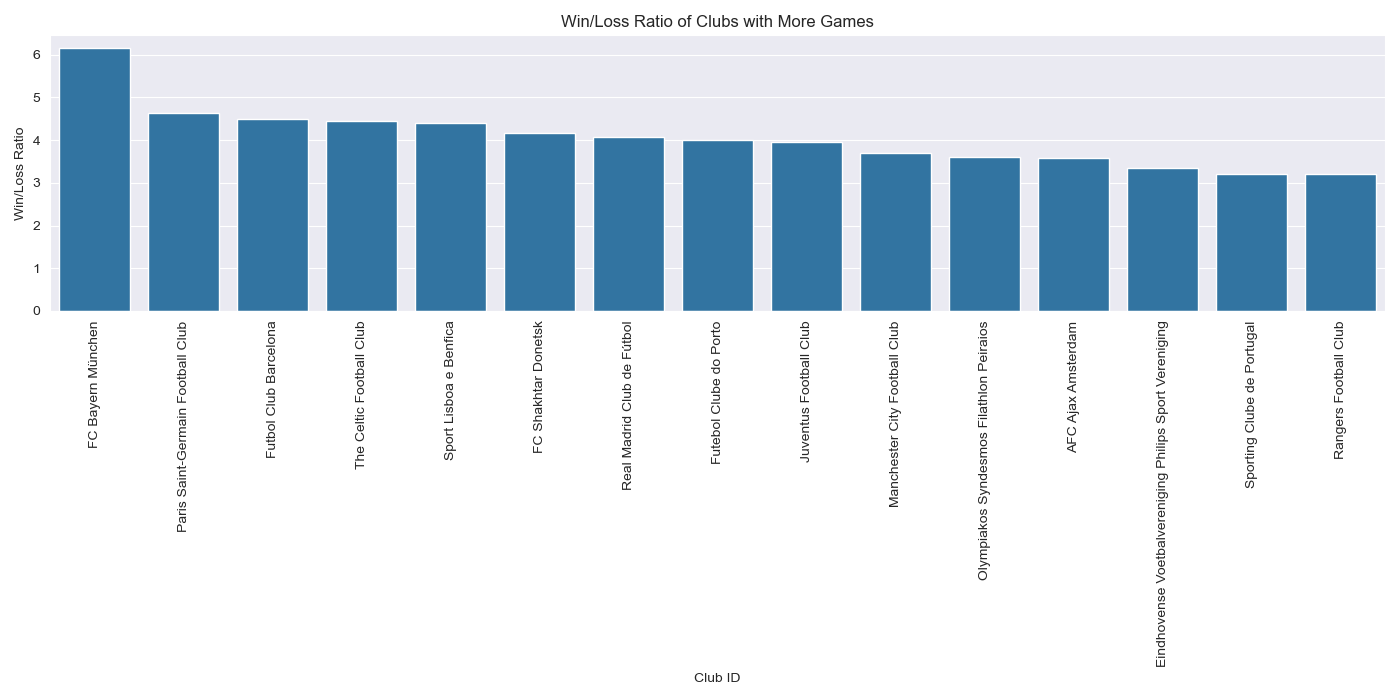 Win/Loss Ratio of Clubs with More Games
Win/Loss Ratio
6
5
4
3
2
1
0
FC Bayern München
Paris Saint-Germain Football Club
Futbol Club Barcelona
The Celtic Football Club
Sport Lisboa e Benfica
FC Shakhtar Donetsk
Real Madrid Club de Fútbol
Futebol Clube do Porto
Juventus Football Club
Manchester City Football Club
Olympiakos Syndesmos Filathlon Peiraios
AFC Ajax Amsterdam
Eindhovense Voetbalvereniging Philips Sport Vereniging
Sporting Clube de Portugal
Rangers Football Club
Club ID